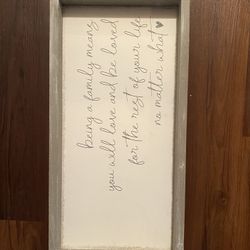 being a family means
you will love and be loved
for the rest of your life
no matter what